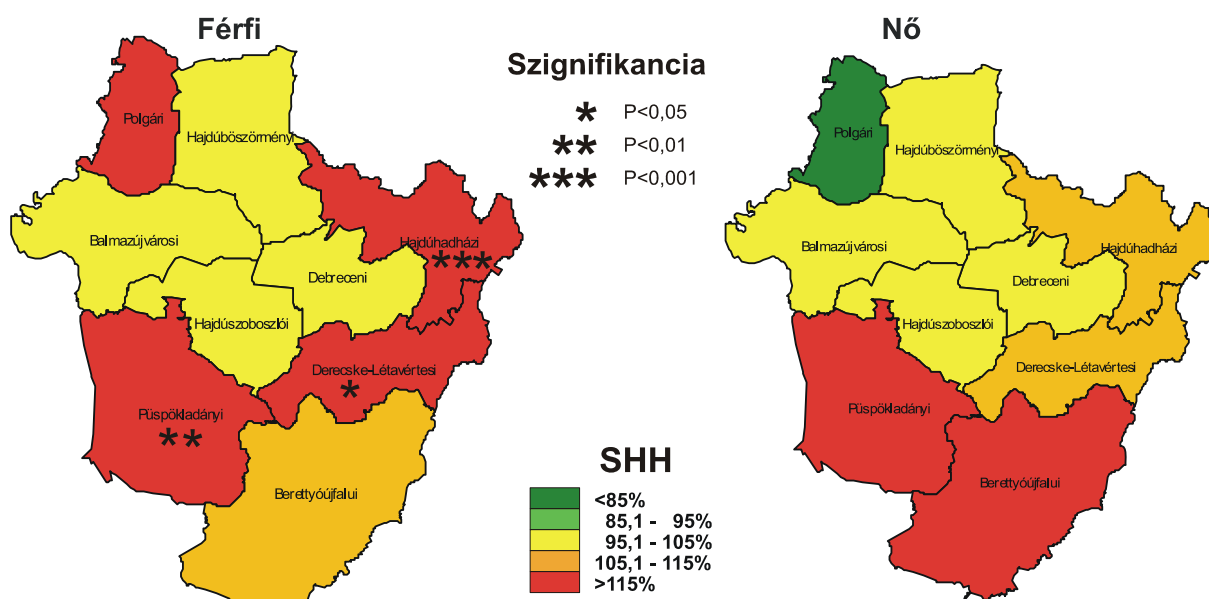 Férfi
Polgári
Hajdúböszörményi
Balmazújvárosi
Hajdúhadházi
***
Debreceni
Hajdúszoboszlói
Derecske-Létavértesi
*
Püspökladányi
**
Berettyóújfalui
Szignifikancia
* P<0,05
** P<0,01
*** P<0,001
SHH
<85%
85,1 - 95%
95,1 - 105%
105,1 - 115%
>115%
Nő
Polgári
Hajdúböszörményi
Balmazújvárosi
Hajdúhadházi
Debreceni
Hajdúszoboszlói
Derecske-Létavértesi
Püspökladányi
Berettyóújfalui